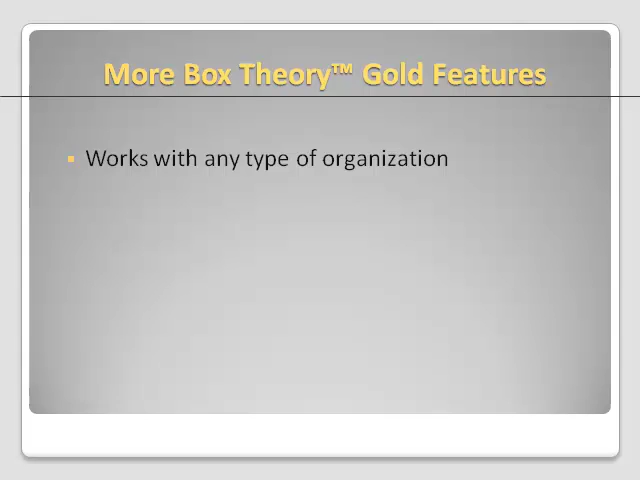 More Box Theory™ Gold Features
Works with any type of organization